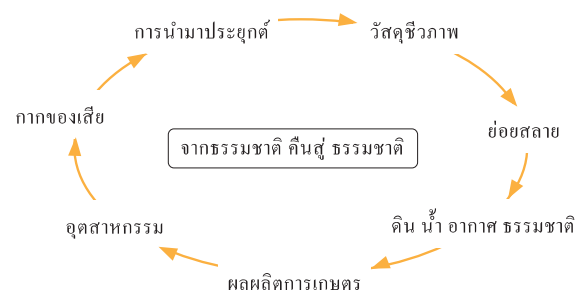 การนำมาประยุกต์
วัสดุชีวภาพ
กากของเสีย
ย่อยสลาย
จากธรรมชาติ คืนสู่ ธรรมชาติ
อุตสาหกรรม
ดิน น้ำ อากาศ ธรรมชาติ
ผลผลิตการเกษตร